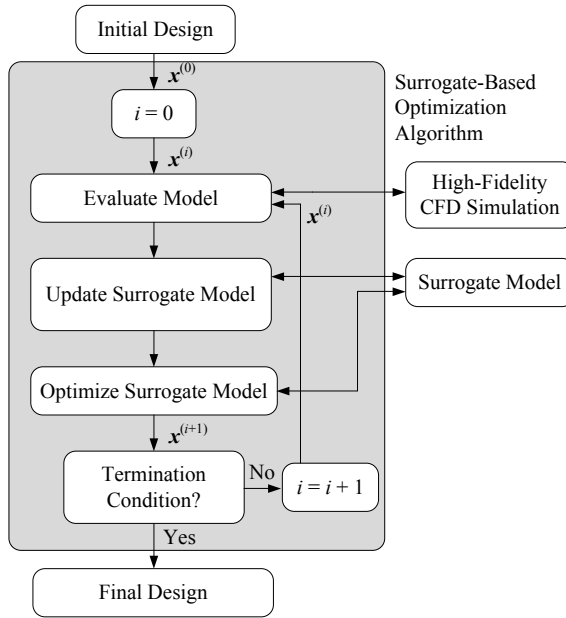 Initial Design
x^(0)
i = 0
Surrogate-Based
Optimization
Algorithm
x^(i)
Evaluate Model
High-Fidelity
CFD Simulation
x^(i)
Update Surrogate Model
Surrogate Model
Optimize Surrogate Model
x^(i+1)
Termination
Condition?
No
i = i + 1
Yes
Final Design